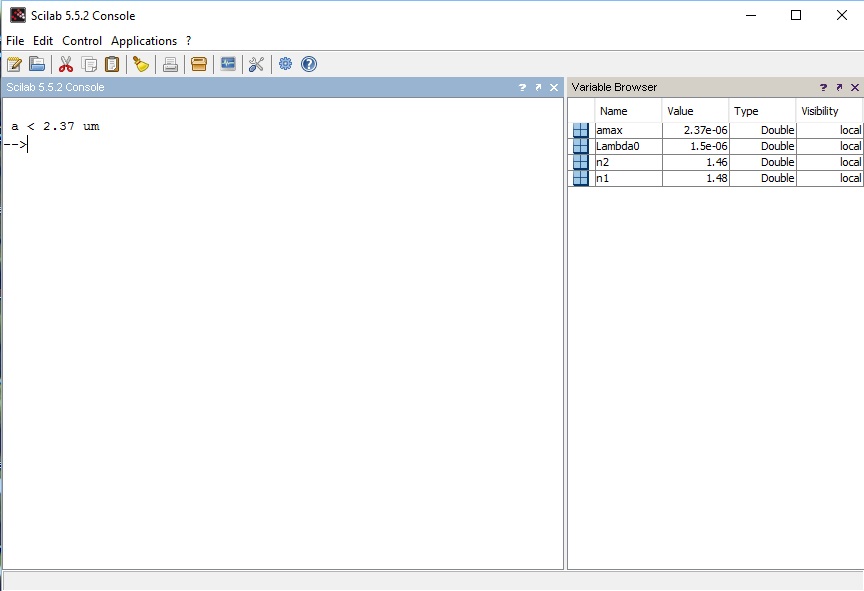 Scilab 5.5.2 Console
File Edit Control Applications ?
Scilab 5.5.2 Console ?
a < 2.37 um
-->
Variable Browser ?
Name Value Type Visibility
amax 2.37e-06 Double local
Lambda0 1.5e-06 Double local
n2 1.46 Double local
n1 1.48 Double local